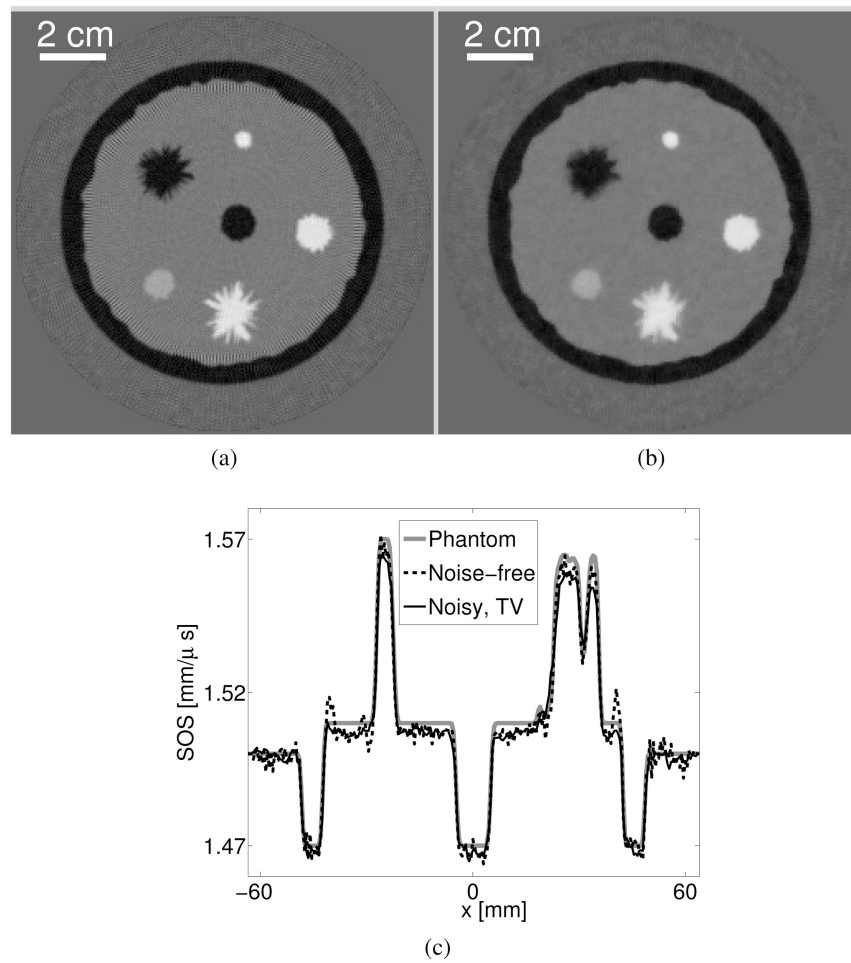 2 cm
2 cm
(a)
(b)
SOS [mm/μ s]
1.57
1.52
1.47
Phantom
Noise-free
Noisy, TV
−60
0
60
x [mm]
(c)